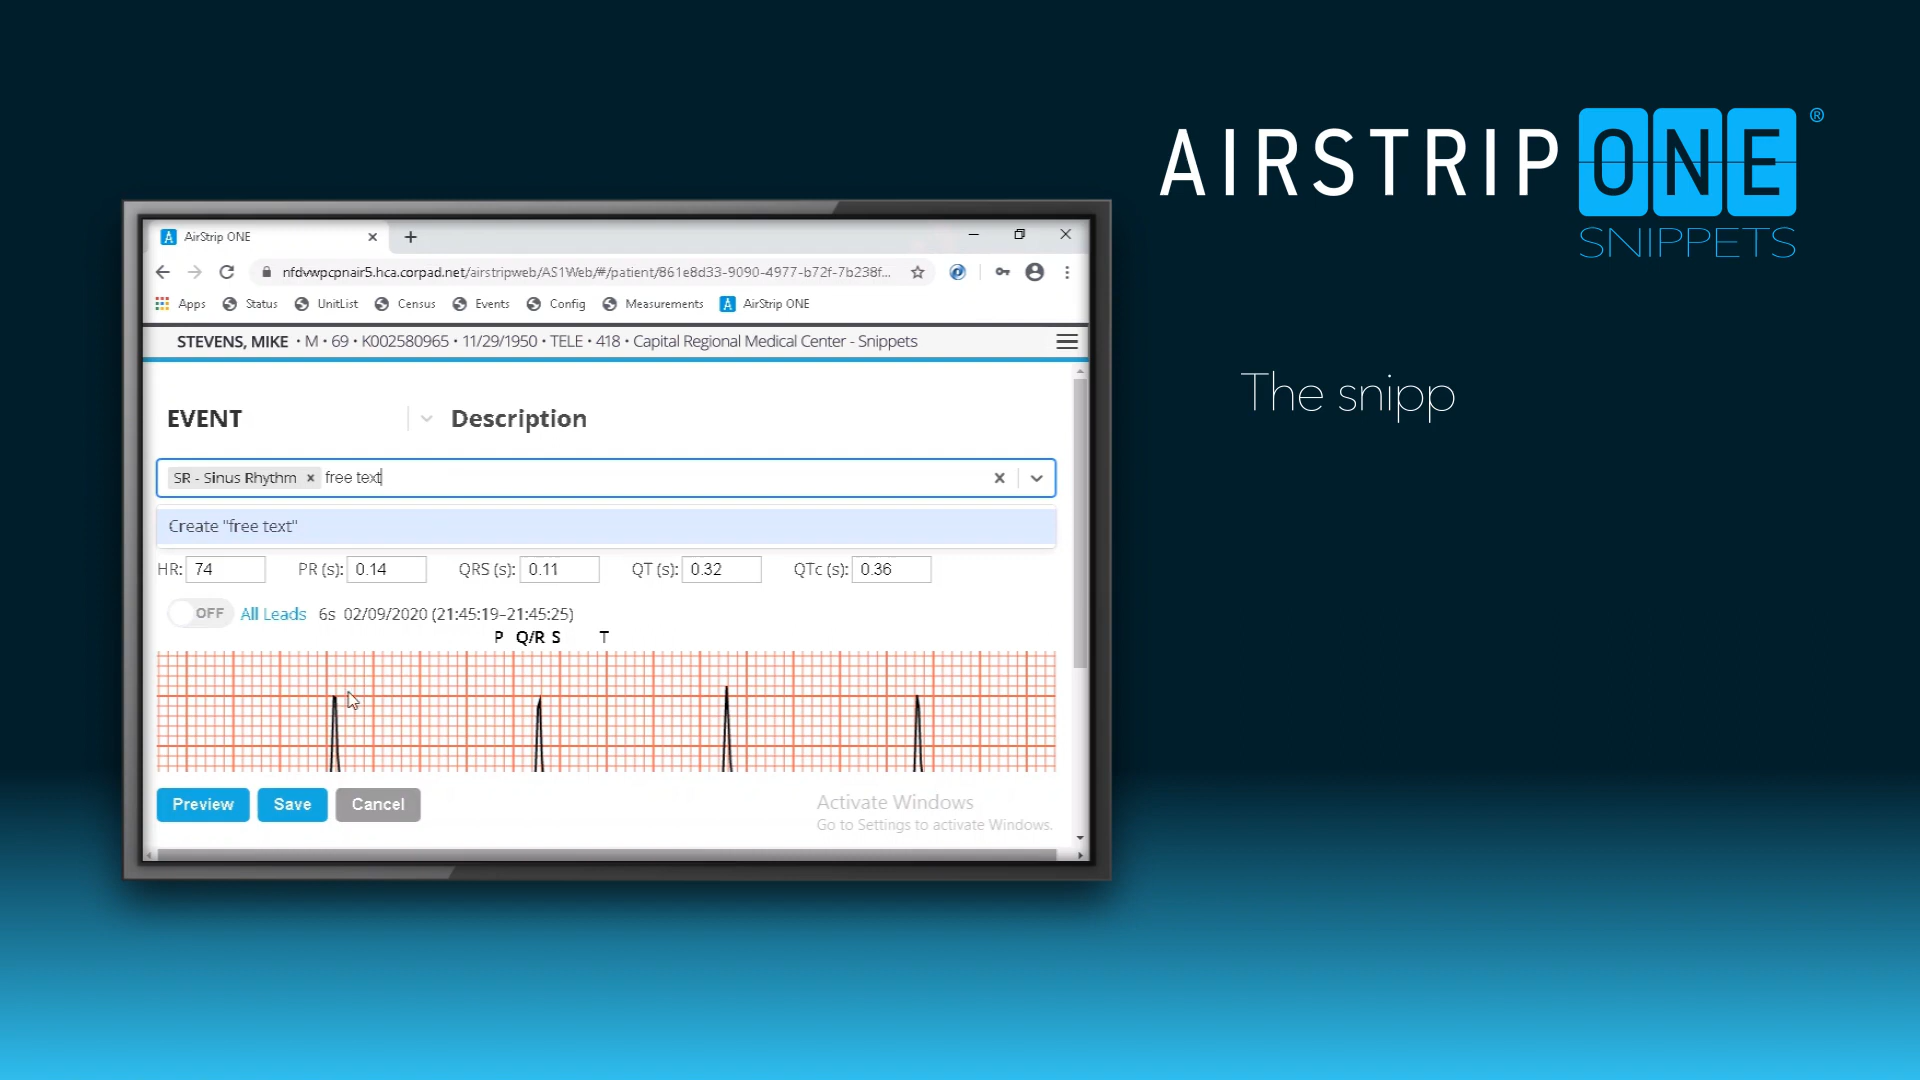 AIRSTRIP ONE ®
SNIPPETS
The snipp
AirStrip ONE
nfdvwpcpnair5.hca.corpad.net/airstripweb/AS1Web/#/patient/861e8d33-9090-4977-b72f-7b238f...
Apps Status UnitList Census Events Config Measurements AirStrip ONE
STEVENS, MIKE • M • 69 • K002580965 • 11/29/1950 • TELE • 418 • Capital Regional Medical Center - Snippets
EVENT Description
SR - Sinus Rhythm × free text
Create "free text"
HR: 74 PR (s): 0.14 QRS (s): 0.11 QT (s): 0.32 QTc (s): 0.36
OFF All Leads 6s 02/09/2020 (21:45:19–21:45:25)
P Q/R S T
Preview Save Cancel
Activate Windows
Go to Settings to activate Windows.